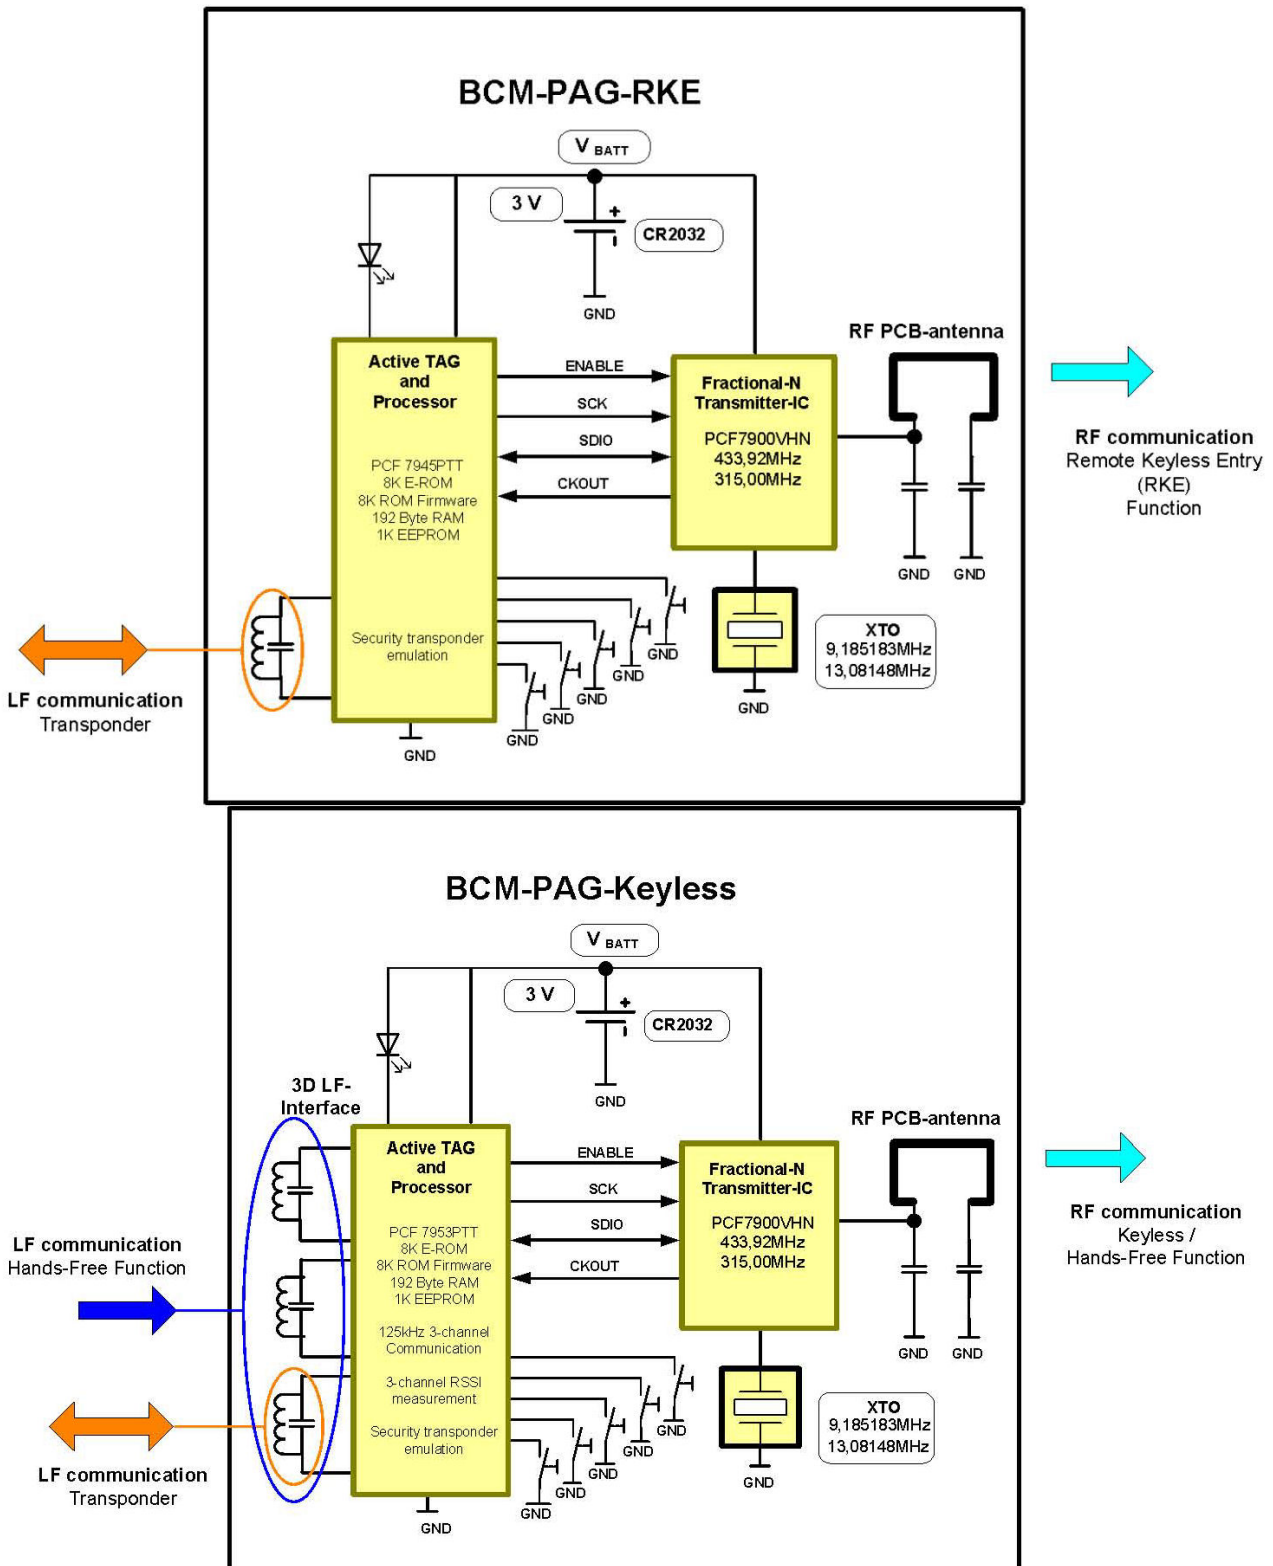 BCM-PAG-RKE
V BATT
3 V
+
CR2032
GND
RF PCB-antenna
Active TAG
and
Processor
PCF 7945PTT
8K E-ROM
8K ROM Firmware
192 Byte RAM
1K EEPROM
Security transponder
emulation
ENABLE
SCK
SDIO
CKOUT
Fractional-N
Transmitter-IC
PCF7900VHN
433,92MHz
315,00MHz
RF communication
Remote Keyless Entry
(RKE)
Function
GND
GND
XTO
9,185183MHz
13,08148MHz
GND
GND
GND
GND
GND
GND
GND
LF communication
Transponder
BCM-PAG-Keyless
V BATT
3 V
+
CR2032
GND
3D LF-
Interface
RF PCB-antenna
Active TAG
and
Processor
PCF 7953PTT
8K E-ROM
8K ROM Firmware
192 Byte RAM
1K EEPROM
125kHz 3-channel
Communication
3-channel RSSI
measurement
Security transponder
emulation
ENABLE
SCK
SDIO
CKOUT
Fractional-N
Transmitter-IC
PCF7900VHN
433,92MHz
315,00MHz
RF communication
Keyless /
Hands-Free Function
LF communication
Hands-Free Function
GND
GND
XTO
9,185183MHz
13,08148MHz
GND
GND
GND
GND
GND
GND
GND
LF communication
Transponder